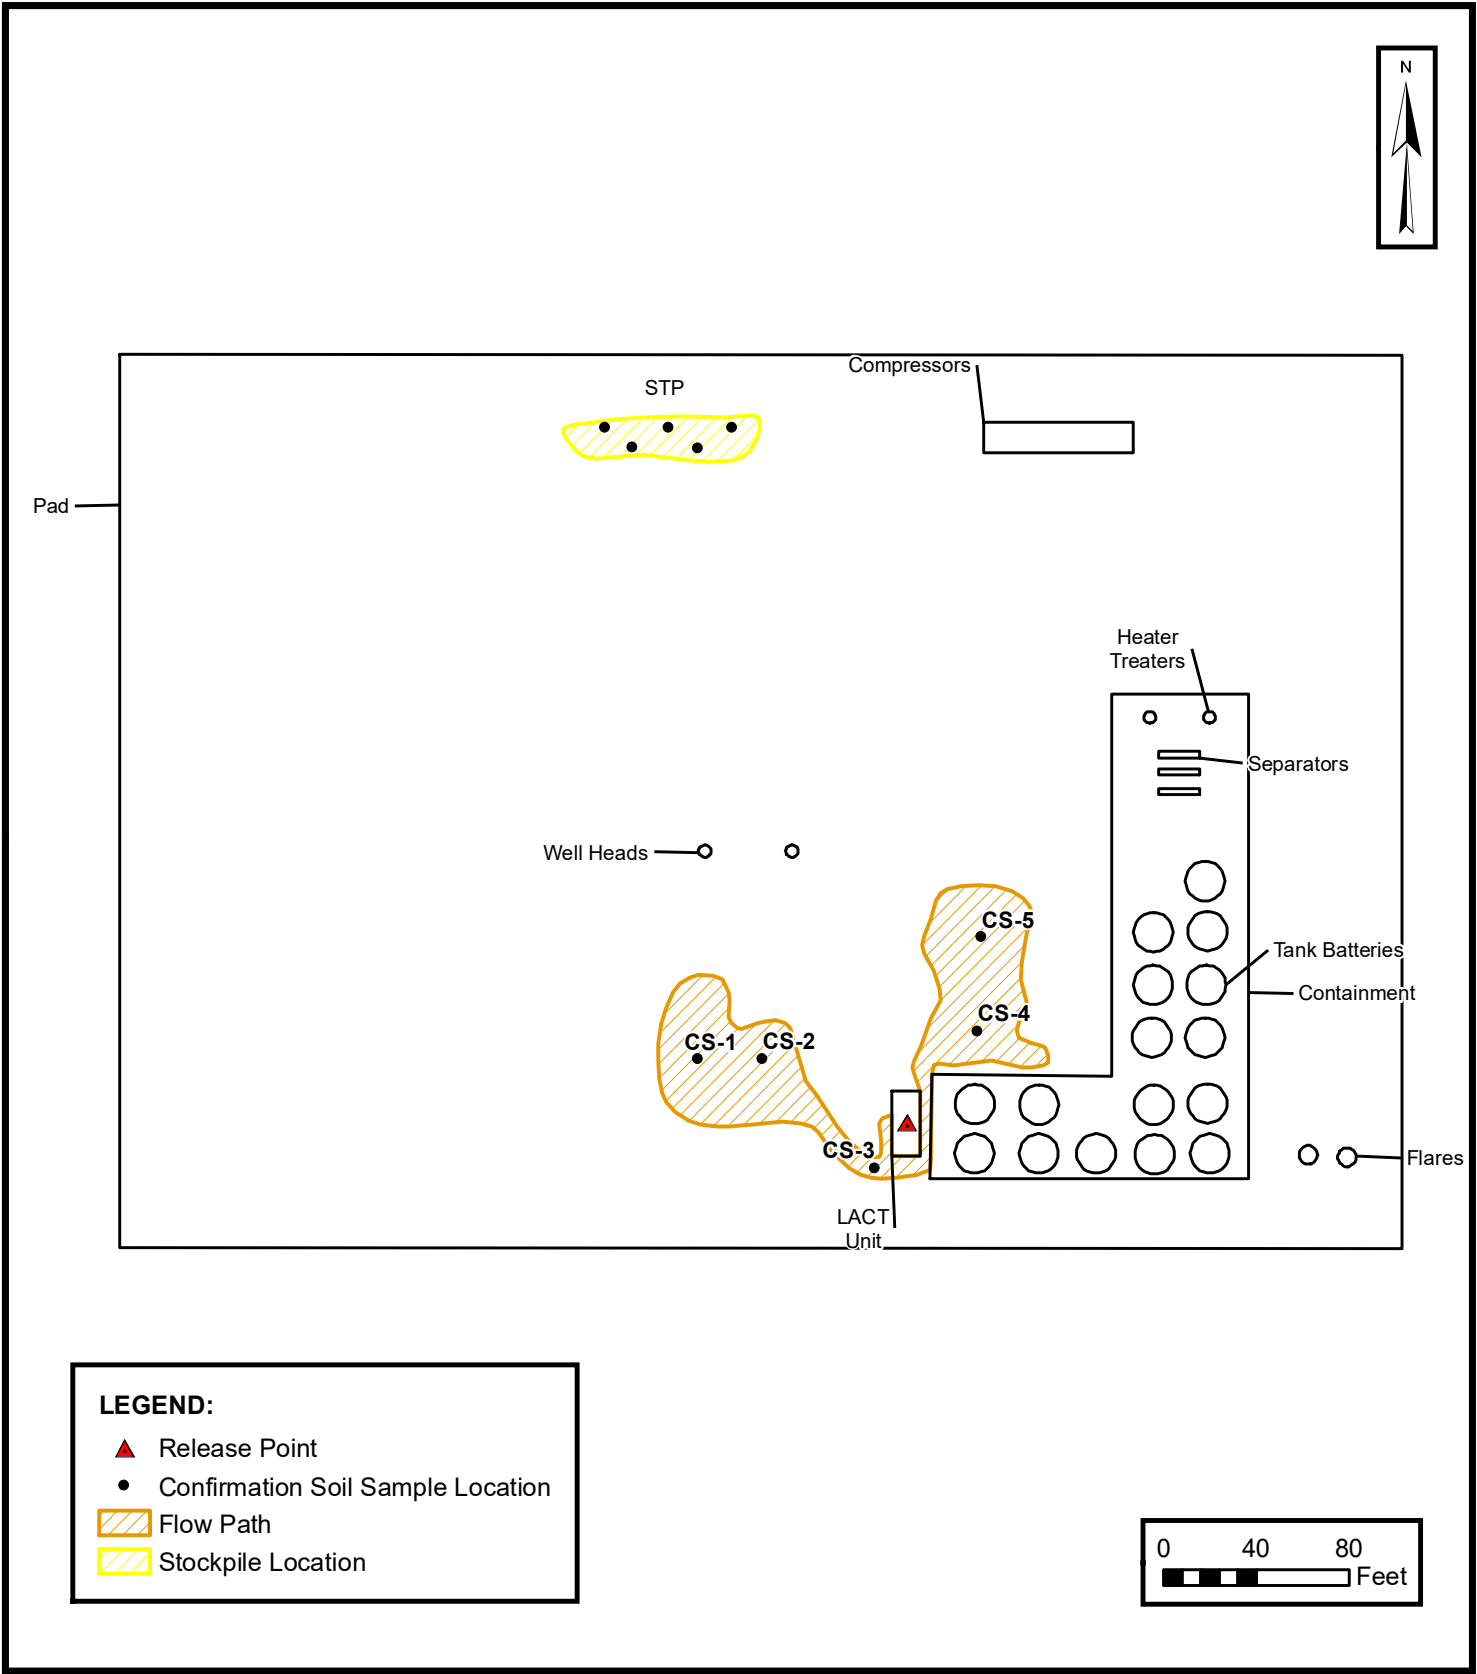 N
Compressors
STP
Pad
Heater
Treaters
Separators
Well Heads
CS-5
Tank Batteries
Containment
CS-4
CS-1
CS-2
CS-3
Flares
LACT
Unit
LEGEND:
Release Point
Confirmation Soil Sample Location
Flow Path
Stockpile Location
0 40 80
Feet